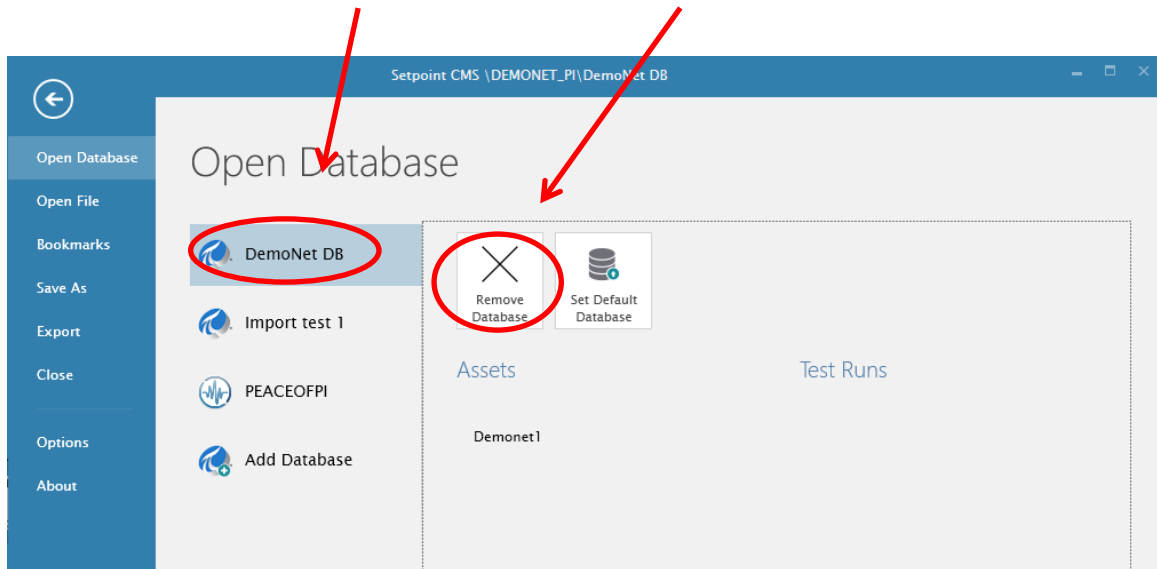 Setpoint CMS \DEMONET_PI\DemoNet DB
Open Database
Open File
Bookmarks
Save As
Export
Close
Options
About
Open Database
DemoNet DB
Import test 1
PEACEOFPI
Add Database
Remove
Database
Set Default
Database
Assets
Test Runs
Demonet1